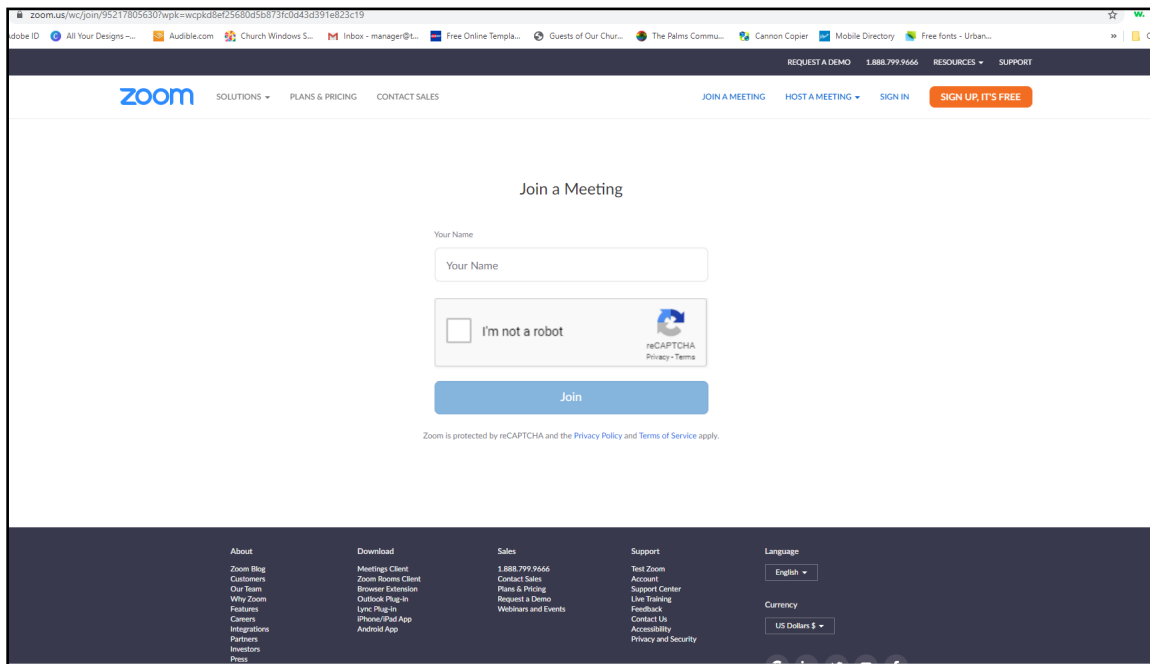 zoom.us/wc/join/95217805630?wpk=wcpkd8ef25680d5b873fc0d43d391e823c19
dobe ID All Your Designs –... Audible.com Church Windows S... Inbox - manager@t... Free Online Templa... Guests of Our Chur... The Palms Commu... Cannon Copier Mobile Directory Free fonts - Urban... »
REQUEST A DEMO 1.888.799.9666 RESOURCES SUPPORT
zoom SOLUTIONS PLANS & PRICING CONTACT SALES JOIN A MEETING HOST A MEETING SIGN IN SIGN UP, IT'S FREE
Join a Meeting
Your Name
Your Name
I'm not a robot
reCAPTCHA
Privacy - Terms
Join
Zoom is protected by reCAPTCHA and the Privacy Policy and Terms of Service apply.
About Download Sales Support Language
Zoom Blog Meetings Client 1.888.799.9666 Test Zoom English
Customers Zoom Rooms Client Contact Sales Account
Our Team Browser Extension Plans & Pricing Support Center
Why Zoom Outlook Plug-in Request a Demo Live Training
Features Lync Plug-in Webinars and Events Feedback Currency
Careers iPhone/iPad App Contact Us
Integrations Android App Accessibility US Dollars $
Partners Privacy and Security
Investors
Press